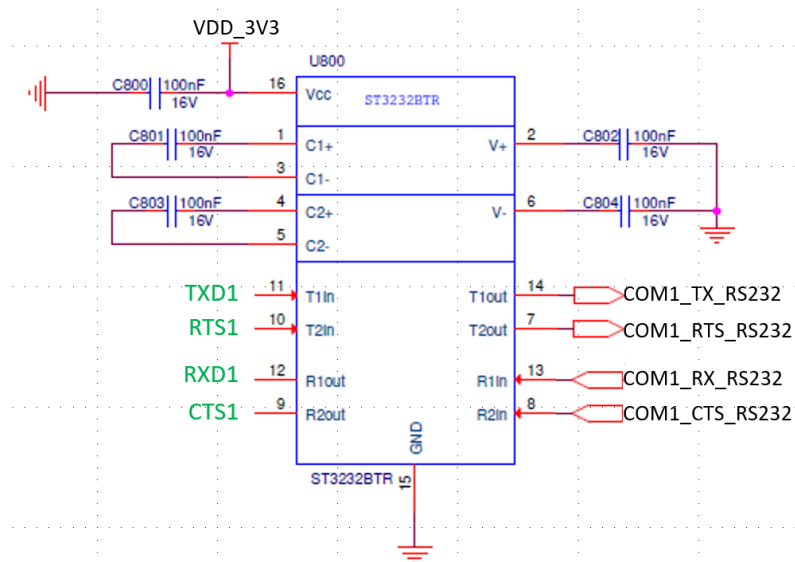 VDD_3V3
U800
C800 100nF 16 Vcc ST3232BTR
16V
C801 100nF 1 C1+ V+ 2 C802 100nF
16V 16V
3 C1-
C803 100nF 4 C2+ V- 6 C804 100nF
16V 16V
5 C2-
TXD1 11 T1In T1out 14 COM1_TX_RS232
RTS1 10 T2In T2out 7 COM1_RTS_RS232
RXD1 12 R1out R1In 13 COM1_RX_RS232
CTS1 9 R2out R2In 8 COM1_CTS_RS232
GND
ST3232BTR 15